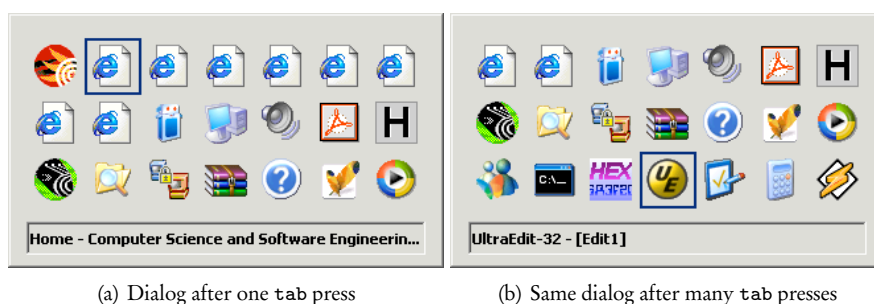 H
H
C:\_
HEX
UE
Home - Computer Science and Software Engineerin...
UltraEdit-32 - [Edit1]
(a) Dialog after one tab press
(b) Same dialog after many tab presses